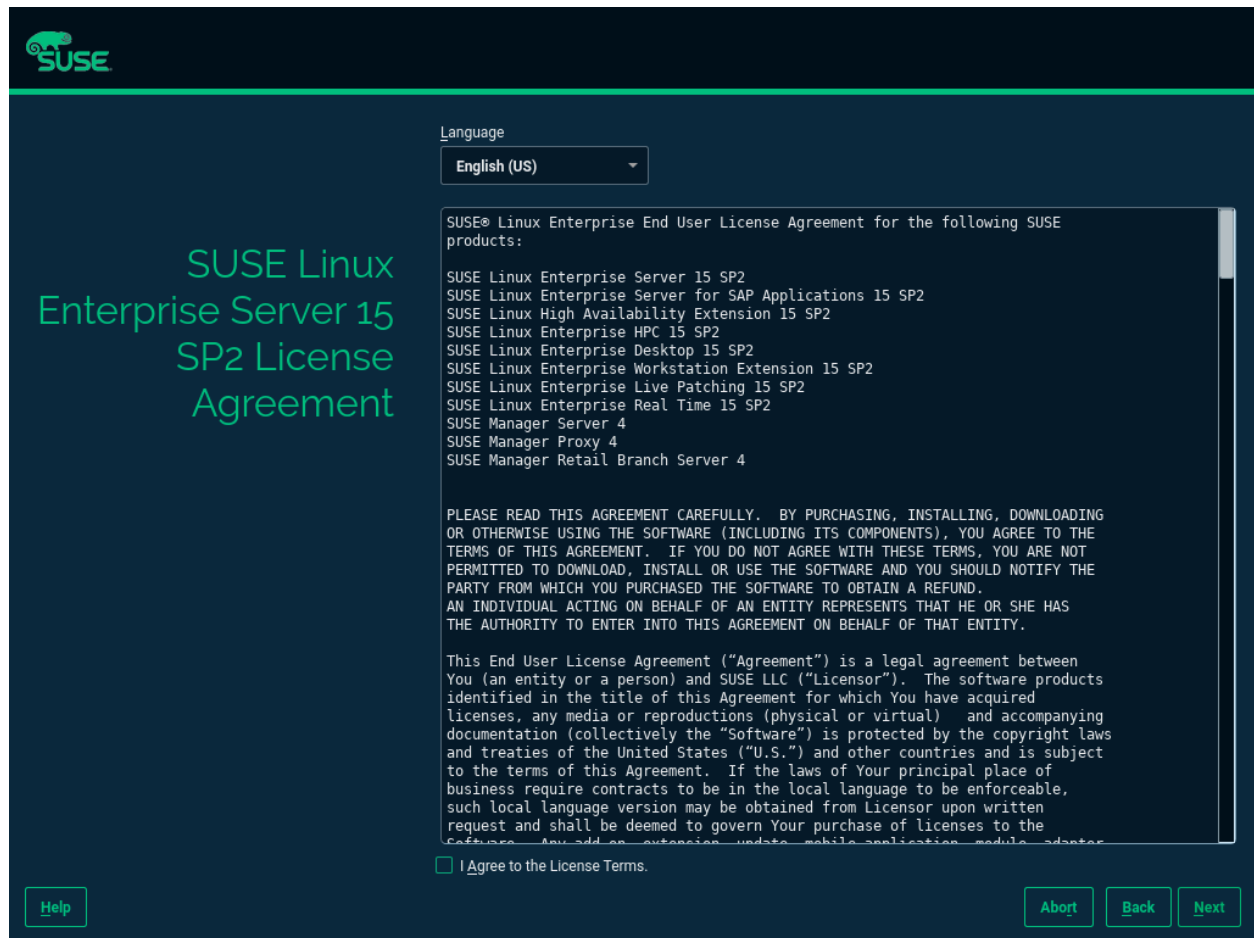 SUSE
Language
English (US)
SUSE Linux
Enterprise Server 15
SP2 License
Agreement
SUSE® Linux Enterprise End User License Agreement for the following SUSE
products:
SUSE Linux Enterprise Server 15 SP2
SUSE Linux Enterprise Server for SAP Applications 15 SP2
SUSE Linux High Availability Extension 15 SP2
SUSE Linux Enterprise HPC 15 SP2
SUSE Linux Enterprise Desktop 15 SP2
SUSE Linux Enterprise Workstation Extension 15 SP2
SUSE Linux Enterprise Live Patching 15 SP2
SUSE Linux Enterprise Real Time 15 SP2
SUSE Manager Server 4
SUSE Manager Proxy 4
SUSE Manager Retail Branch Server 4
PLEASE READ THIS AGREEMENT CAREFULLY.  BY PURCHASING, INSTALLING, DOWNLOADING
OR OTHERWISE USING THE SOFTWARE (INCLUDING ITS COMPONENTS), YOU AGREE TO THE
TERMS OF THIS AGREEMENT.  IF YOU DO NOT AGREE WITH THESE TERMS, YOU ARE NOT
PERMITTED TO DOWNLOAD, INSTALL OR USE THE SOFTWARE AND YOU SHOULD NOTIFY THE
PARTY FROM WHICH YOU PURCHASED THE SOFTWARE TO OBTAIN A REFUND.
AN INDIVIDUAL ACTING ON BEHALF OF AN ENTITY REPRESENTS THAT HE OR SHE HAS
THE AUTHORITY TO ENTER INTO THIS AGREEMENT ON BEHALF OF THAT ENTITY.
This End User License Agreement (“Agreement”) is a legal agreement between
You (an entity or a person) and SUSE LLC (“Licensor”).  The software products
identified in the title of this Agreement for which You have acquired
licenses, any media or reproductions (physical or virtual)   and accompanying
documentation (collectively the “Software”) is protected by the copyright laws
and treaties of the United States (“U.S.”) and other countries and is subject
to the terms of this Agreement.  If the laws of Your principal place of
business require contracts to be in the local language to be enforceable,
such local language version may be obtained from Licensor upon written
request and shall be deemed to govern Your purchase of licenses to the
Software.  Any add-on, extension, update, mobile application, module, adapter
I Agree to the License Terms.
Help
Abort
Back
Next